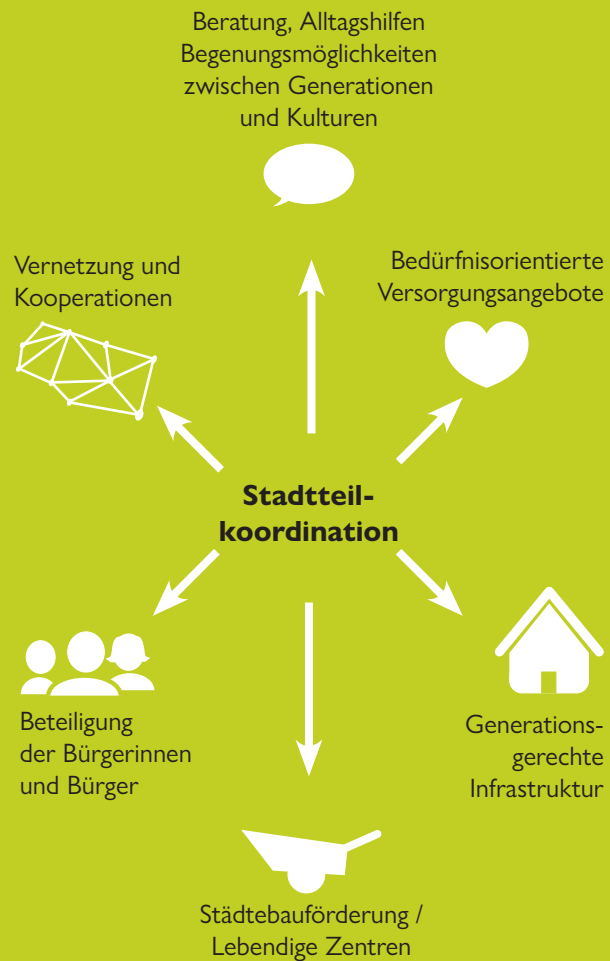 Beratung, Alltagshilfen
Begenungsmöglichkeiten
zwischen Generationen
und Kulturen
Vernetzung und
Kooperationen
Bedürfnisorientierte
Versorgungsangebote
Stadtteil-
koordination
Beteiligung
der Bürgerinnen
und Bürger
Generations-
gerechte
Infrastruktur
Städtebauförderung /
Lebendige Zentren